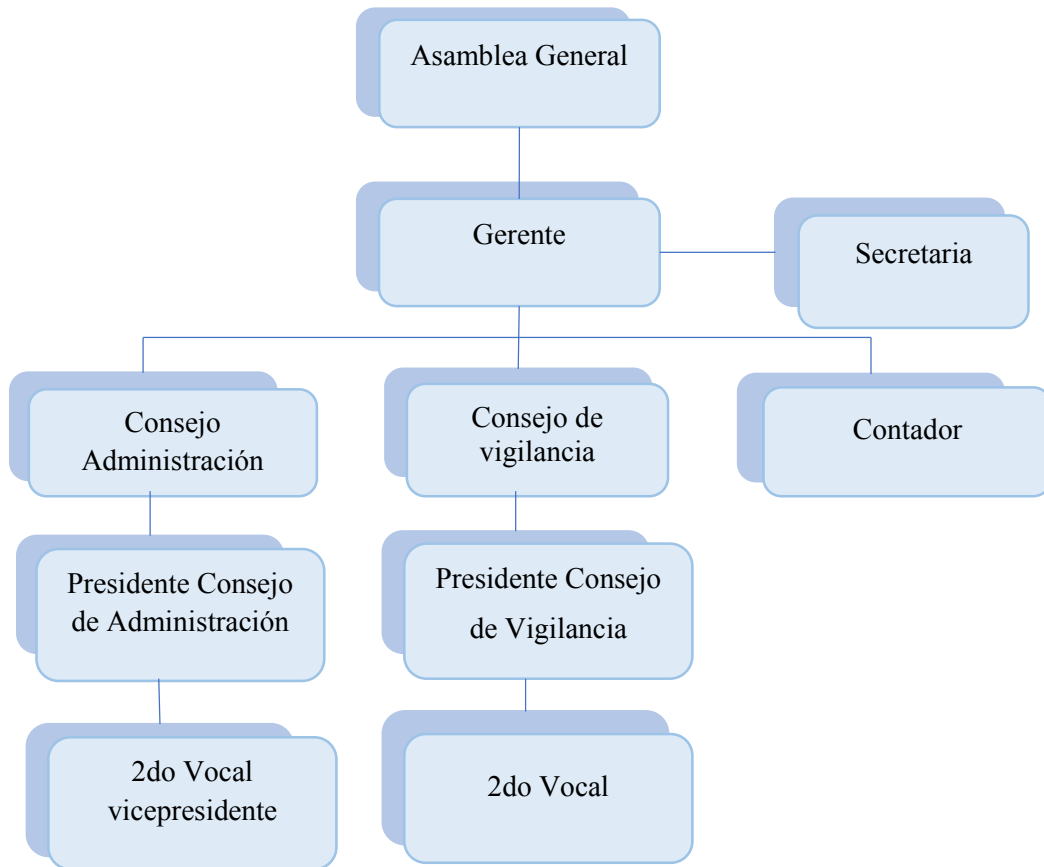 Asamblea General
Gerente
Secretaria
Consejo
Administración
Consejo de
vigilancia
Contador
Presidente Consejo
de Administración
Presidente Consejo
de Vigilancia
2do Vocal
vicepresidente
2do Vocal